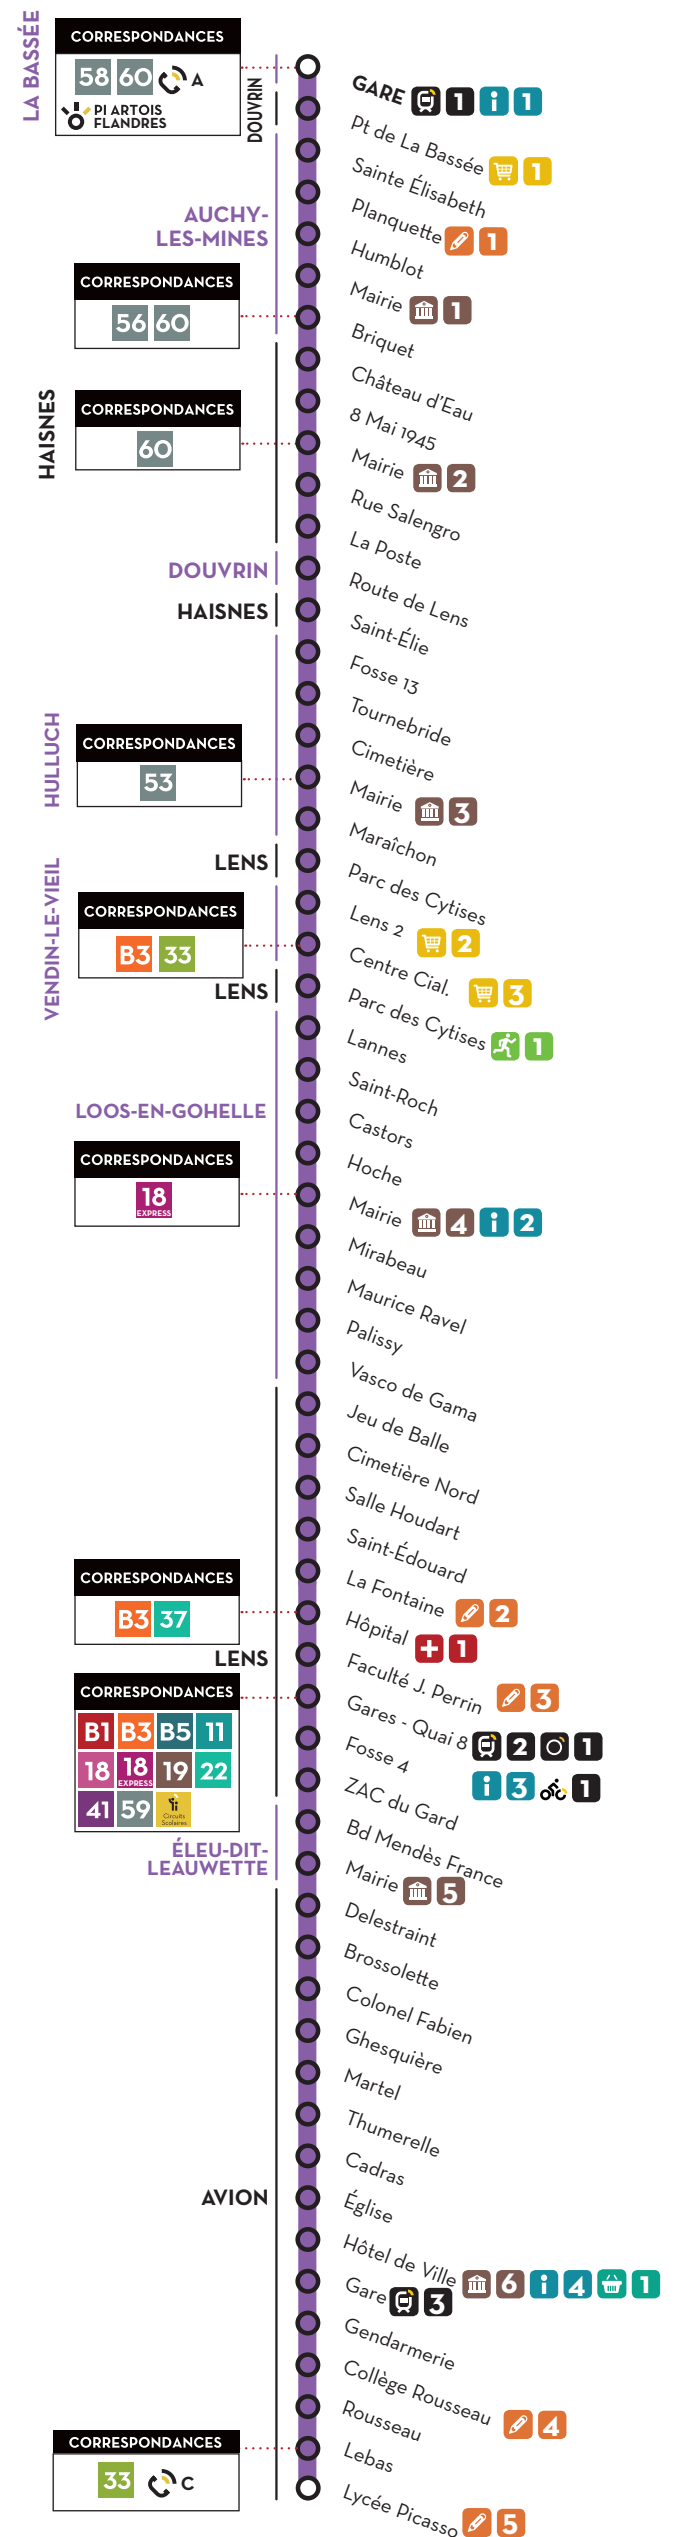 LA BASSÉE
CORRESPONDANCES
58 60 A
PI ARTOIS
FLANDRES
DOUVRIN
GARE 1 i 1
Pt de La Bassée 1
Sainte Élisabeth
Planquette 1
AUCHY-
LES-MINES
Humblot
Mairie 1
CORRESPONDANCES
56 60
Briquet
Château d'Eau
HAISNES
8 Mai 1945
CORRESPONDANCES
60
Mairie 2
Rue Salengro
La Poste
DOUVRIN
Route de Lens
HAISNES
Saint-Élie
Fosse 13
Tournebride
HULLUCH
CORRESPONDANCES
53
Cimetière
Mairie 3
Maraîchon
LENS
Parc des Cytises
VENDIN-LE-VIEIL
CORRESPONDANCES
B3 33
Lens 2 2
Centre Cial. 3
LENS
Parc des Cytises 1
Lannes
Saint-Roch
LOOS-EN-GOHELLE
Castors
Hoche
CORRESPONDANCES
18
EXPRESS
Mairie 4 i 2
Mirabeau
Maurice Ravel
Palissy
Vasco de Gama
Jeu de Balle
Cimetière Nord
Salle Houdart
Saint-Édouard
La Fontaine 2
CORRESPONDANCES
B3 37
Hôpital 1
LENS
Faculté J. Perrin 3
CORRESPONDANCES
B1 B3 B5 11
18 18 EXPRESS 19 22
41 59 Circuits
Scolaires
Gares - Quai 8 2 1
i 3 1
Fosse 4
ZAC du Gard
Bd Mendès France
ÉLEU-DIT-
LEAUWETTE
Mairie 5
Delestraint
Brossolette
Colonel Fabien
Ghesquière
Martel
Thumerelle
Cadras
AVION
Église
Hôtel de Ville 6 i 4 1
Gare 3
Gendarmerie
Collège Rousseau 4
Rousseau
CORRESPONDANCES
33 C
Lebas
Lycée Picasso 5